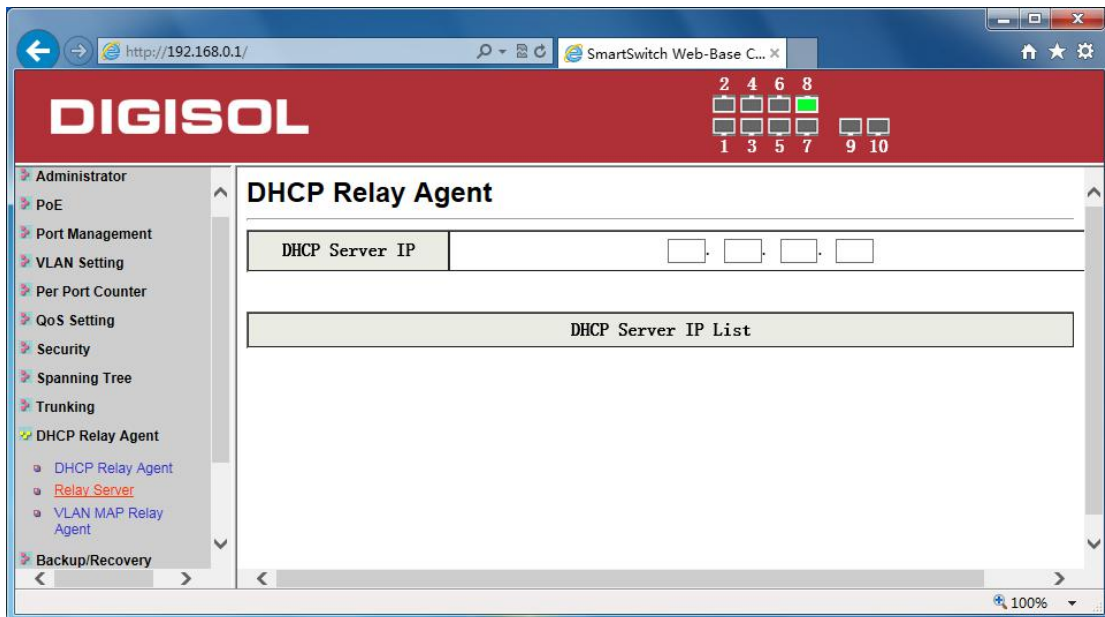 http://192.168.0.1/
SmartSwitch Web-Base C...
DIGISOL
2 4 6 8
1 3 5 7 9 10
Administrator
PoE
Port Management
VLAN Setting
Per Port Counter
QoS Setting
Security
Spanning Tree
Trunking
DHCP Relay Agent
DHCP Relay Agent
Relay Server
VLAN MAP Relay
Agent
Backup/Recovery
DHCP Relay Agent
DHCP Server IP . . .
DHCP Server IP List
100%